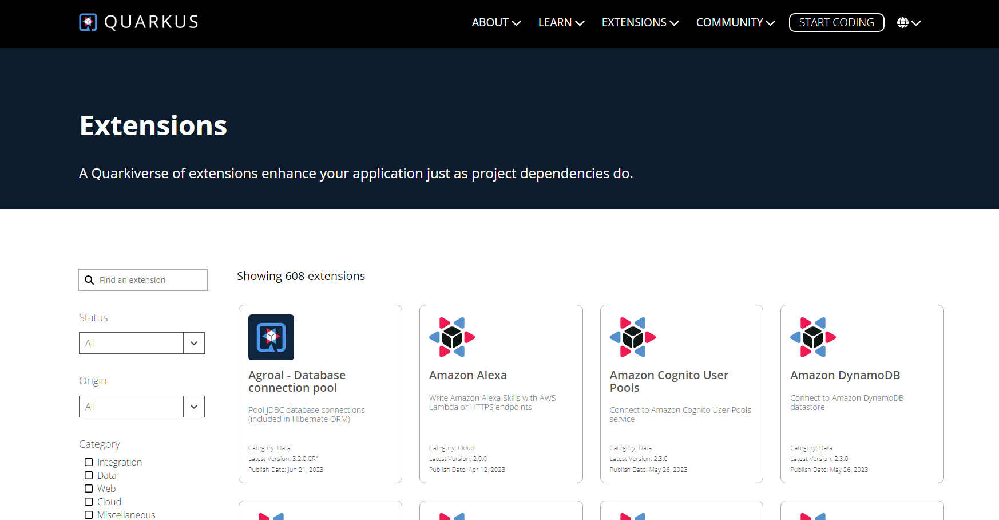 QUARKUS
ABOUT
LEARN
EXTENSIONS
COMMUNITY
START CODING
Extensions
A Quarkiverse of extensions enhance your application just as project dependencies do.
Find an extension
Status
All
Origin
All
Category
Integration
Data
Web
Cloud
Miscellaneous
Showing 608 extensions
Agroal - Database
connection pool
Pool JDBC database connections
(included in Hibernate ORM)
Category: Data
Latest Version: 3.2.0.CR1
Publish Date: Jun 21, 2023
Amazon Alexa
Write Amazon Alexa Skills with AWS
Lambda or HTTPS endpoints
Category: Cloud
Latest Version: 2.0.0
Publish Date: Apr 12, 2023
Amazon Cognito User
Pools
Connect to Amazon Cognito User Pools
service
Category: Data
Latest Version: 2.3.0
Publish Date: May 26, 2023
Amazon DynamoDB
Connect to Amazon DynamoDB
datastore
Category: Data
Latest Version: 2.3.0
Publish Date: May 26, 2023